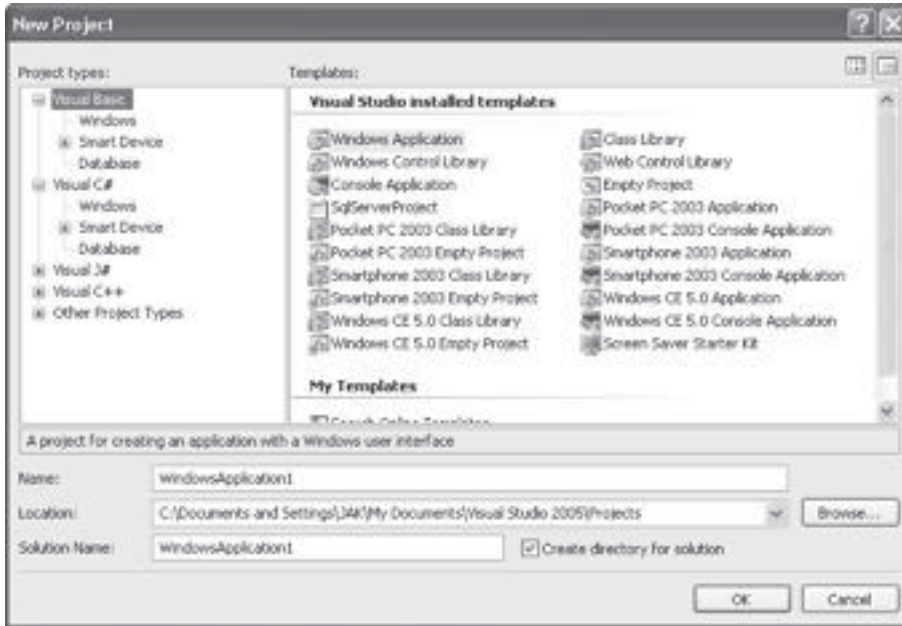 New Project
Project types:
Templates:
Visual Basic
Windows
Smart Device
Database
Visual C#
Windows
Smart Device
Database
Visual J#
Visual C++
Other Project Types
Visual Studio installed templates
Windows Application
Class Library
Windows Control Library
Web Control Library
Console Application
Empty Project
SqlServerProject
Pocket PC 2003 Application
Pocket PC 2003 Class Library
Pocket PC 2003 Console Application
Pocket PC 2003 Empty Project
Smartphone 2003 Application
Smartphone 2003 Class Library
Smartphone 2003 Console Application
Smartphone 2003 Empty Project
Windows CE 5.0 Application
Windows CE 5.0 Class Library
Windows CE 5.0 Console Application
Windows CE 5.0 Empty Project
Screen Saver Starter Kit
My Templates
Search Online Templates
A project for creating an application with a Windows user interface
Name:
WindowsApplication1
Location:
C:\Documents and Settings\JAK\My Documents\Visual Studio 2005\Projects
Browse...
Solution Name:
WindowsApplication1
Create directory for solution
OK
Cancel